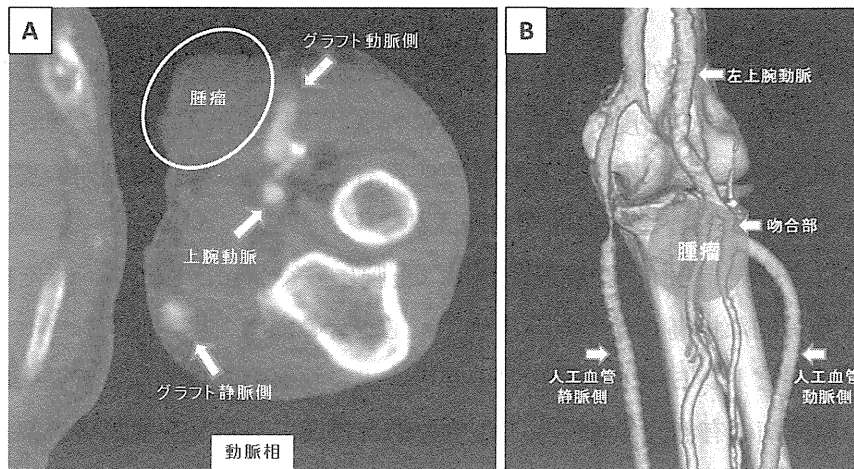 A
グラフト動脈側
腫瘤
上腕動脈
グラフト静脈側
動脈相
B
左上腕動脈
吻合部
腫瘤
人工血管
静脈側
人工血管
動脈側